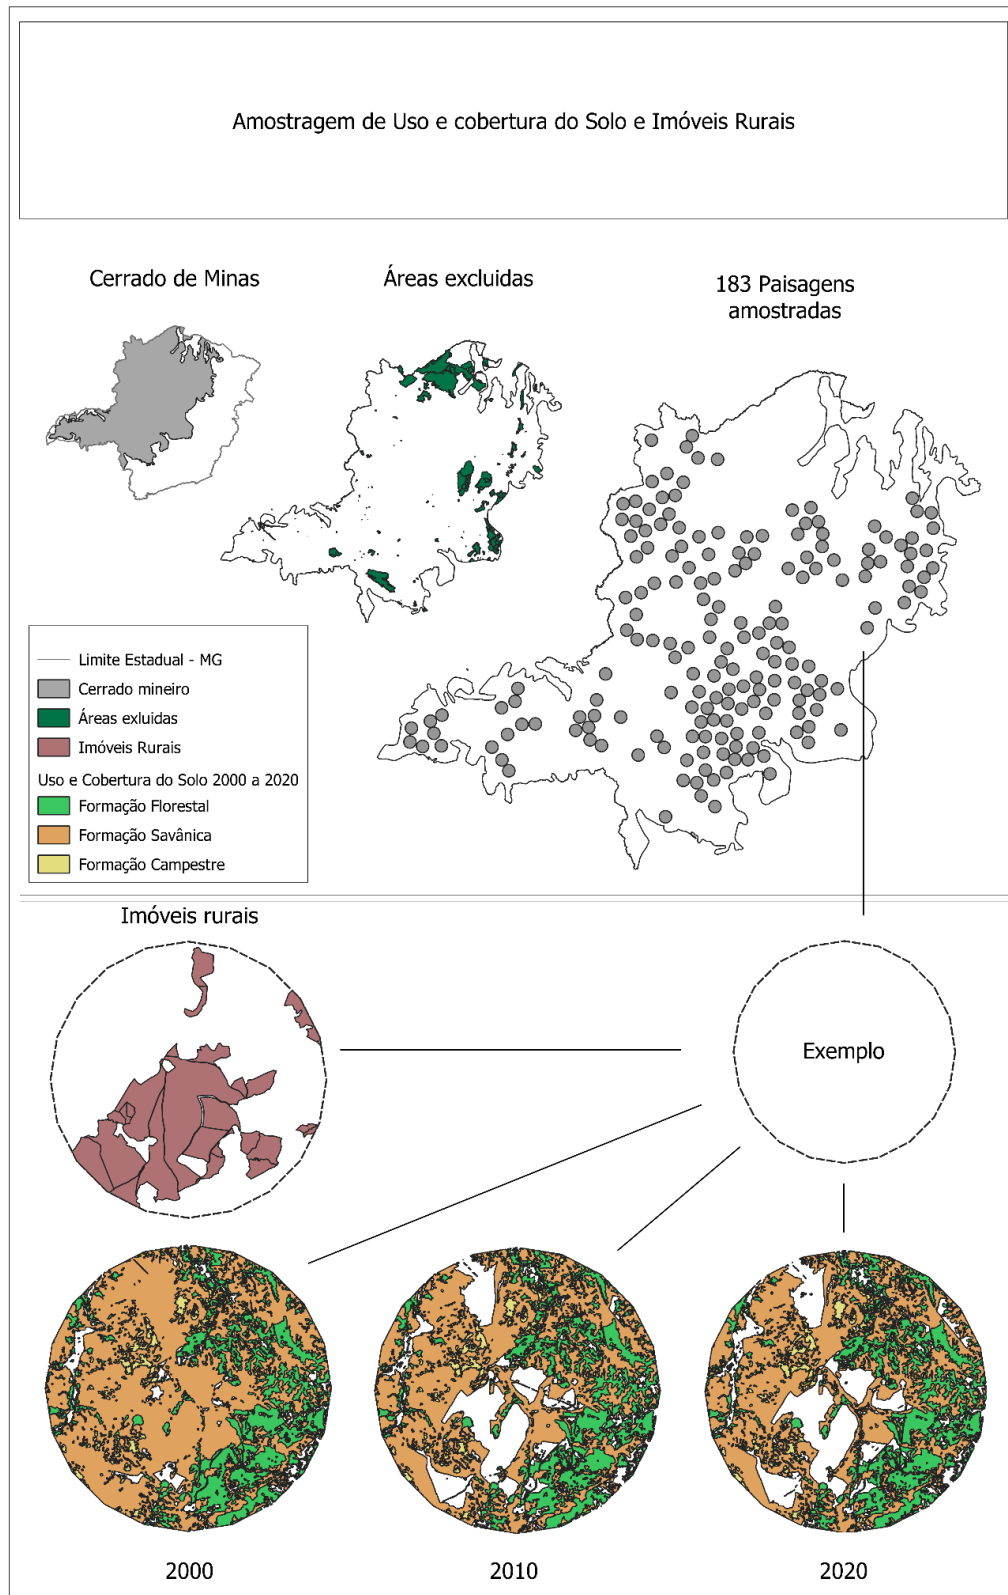 Amostragem de Uso e cobertura do Solo e Imóveis Rurais
Cerrado de Minas
Áreas excluidas
183 Paisagens
amostradas
Limite Estadual - MG
Cerrado mineiro
Áreas exluidas
Imóveis Rurais
Uso e Cobertura do Solo 2000 a 2020
Formação Florestal
Formação Savânica
Formação Campestre
Imóveis rurais
Exemplo
2000
2010
2020